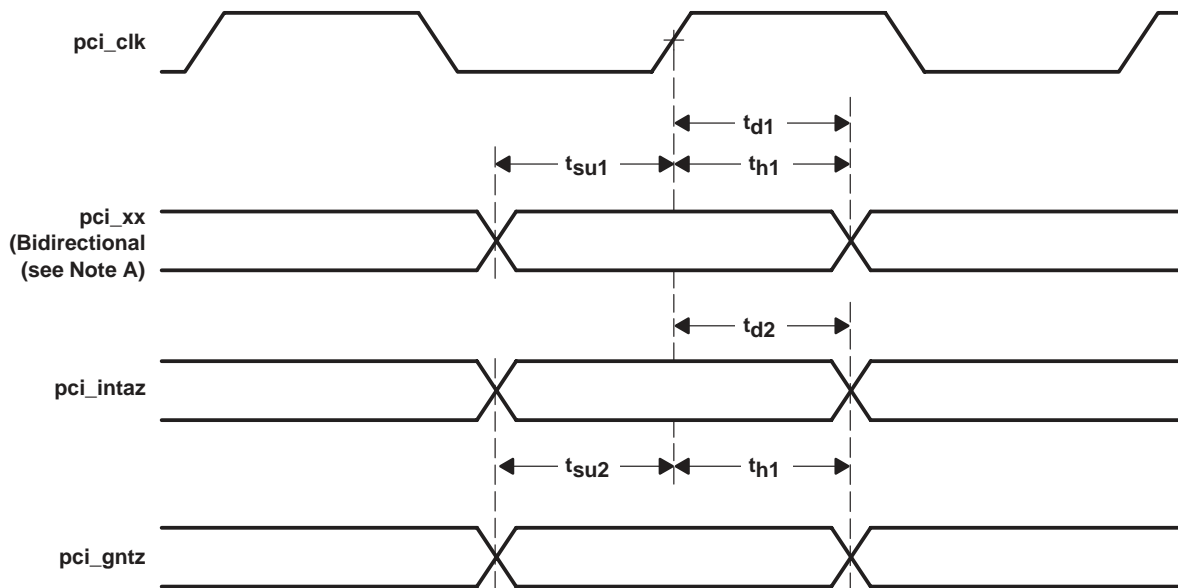 pci_clk
td1
tsu1
th1
pci_xx
(Bidirectional
(see Note A)
td2
pci_intaz
tsu2
th1
pci_gntz